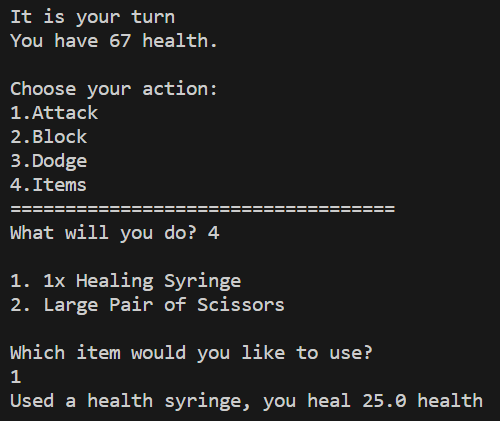 It is your turn
You have 67 health.
Choose your action:
1.Attack
2.Block
3.Dodge
4.Items
===================================
What will you do? 4
1. 1x Healing Syringe
2. Large Pair of Scissors
Which item would you like to use?
1
Used a health syringe, you heal 25.0 health